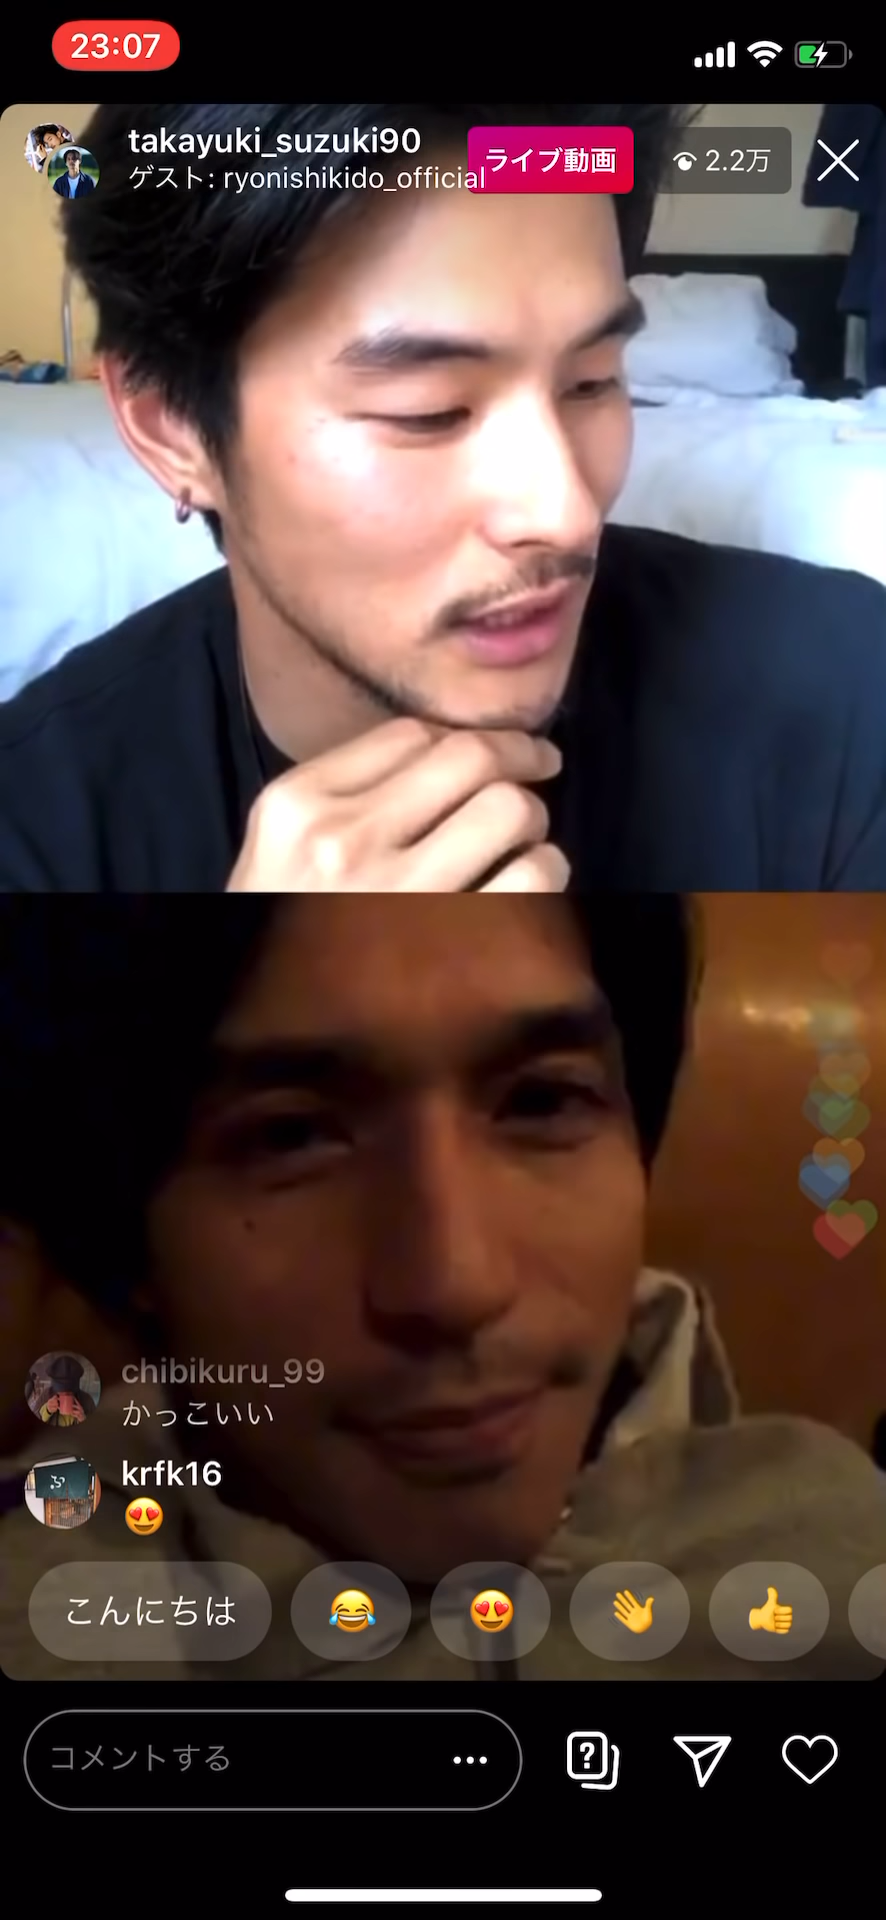 23:07
takayuki_suzuki90
ゲスト: ryonishikido_official
ライブ動画
2.2万
chibikuru_99
かっこいい
krfk16
😍
こんにちは 😂 😍 👋 👍
コメントする